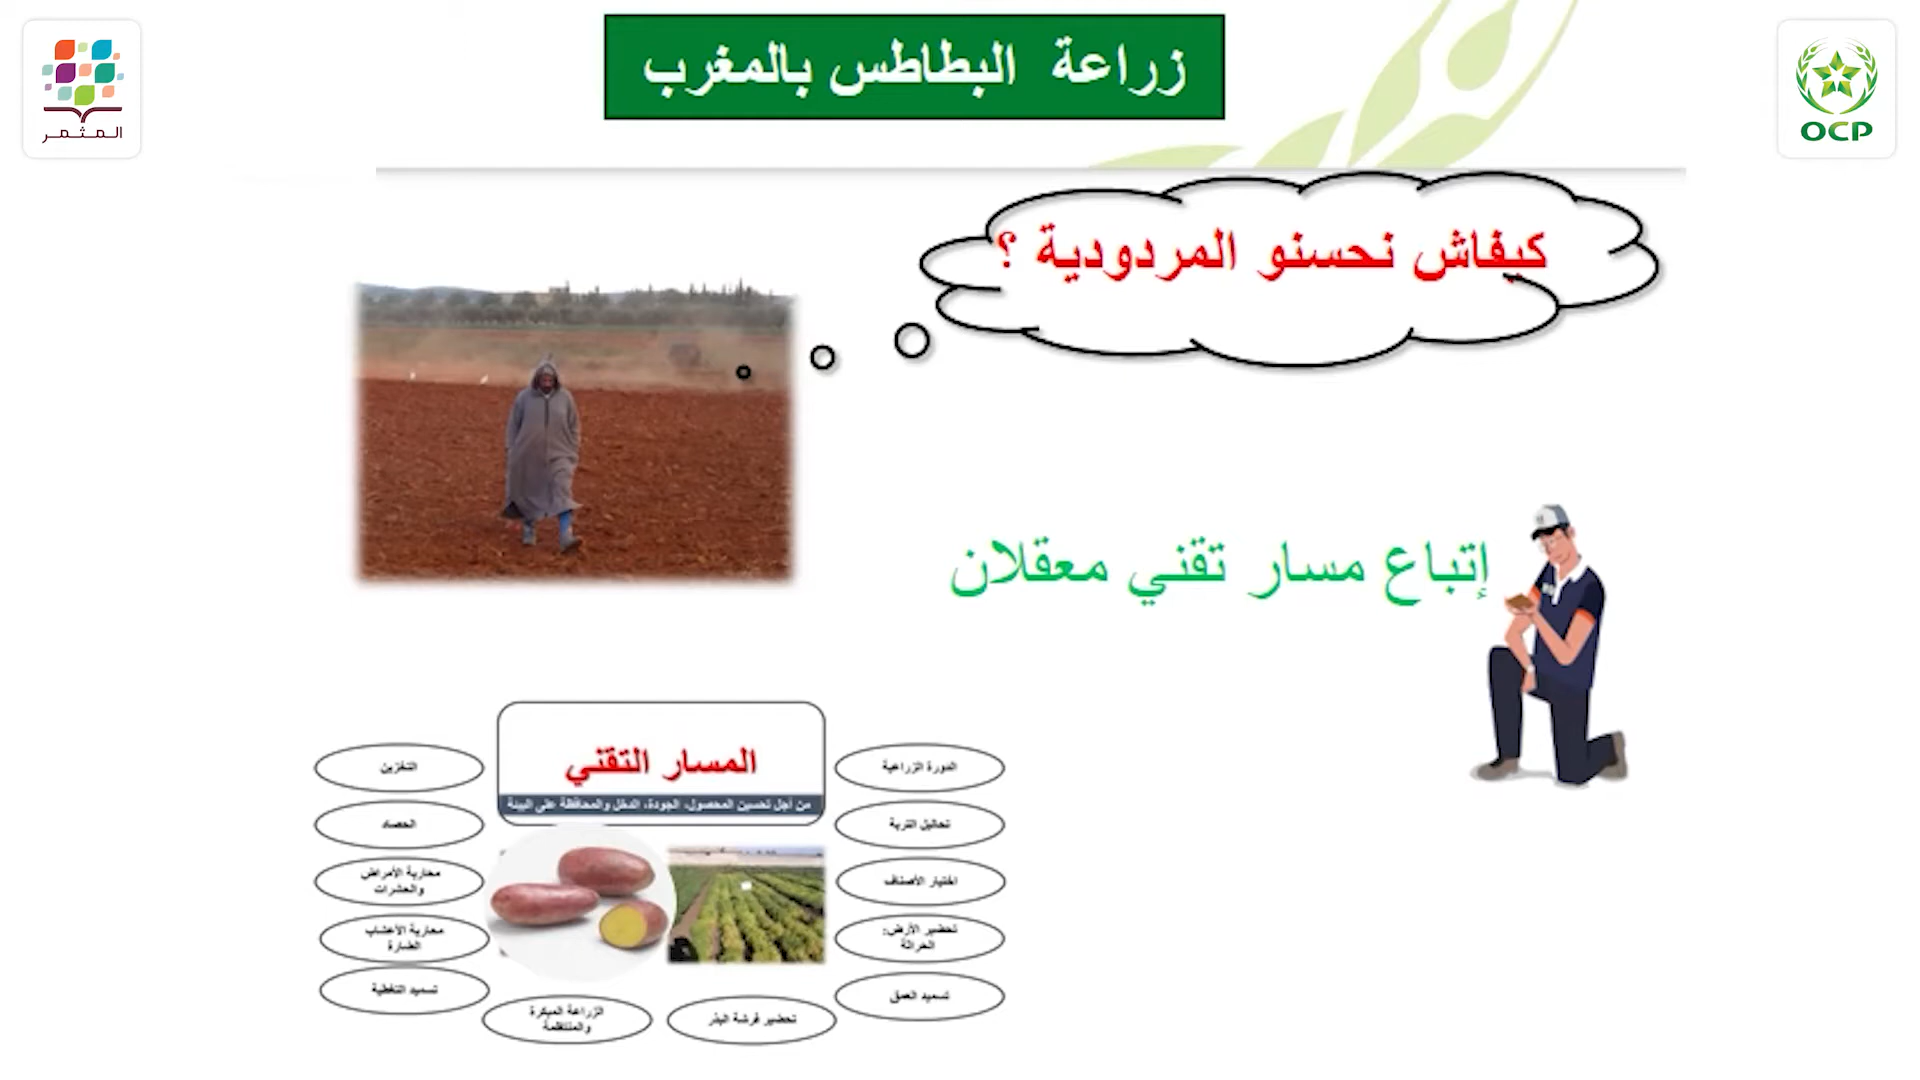 المثمر
OCP
زراعة البطاطس بالمغرب
كيفاش نحسنو المردودية ؟
إتباع مسار تقني معقلان
المسار التقني
من أجل تحسين المحصول، الجودة، الدخل والمحافظة على البيئة
الدورة الزراعية
تحاليل التربة
اختيار الأصناف
تحضير الأرض:
الحراثة
تسميد العمق
تحضير فرشة البذر
الزراعة المبكرة
والمنتظمة
تسميد التغطية
محاربة الأعشاب
الضارة
محاربة الأمراض
والحشرات
الحصاد
التخزين